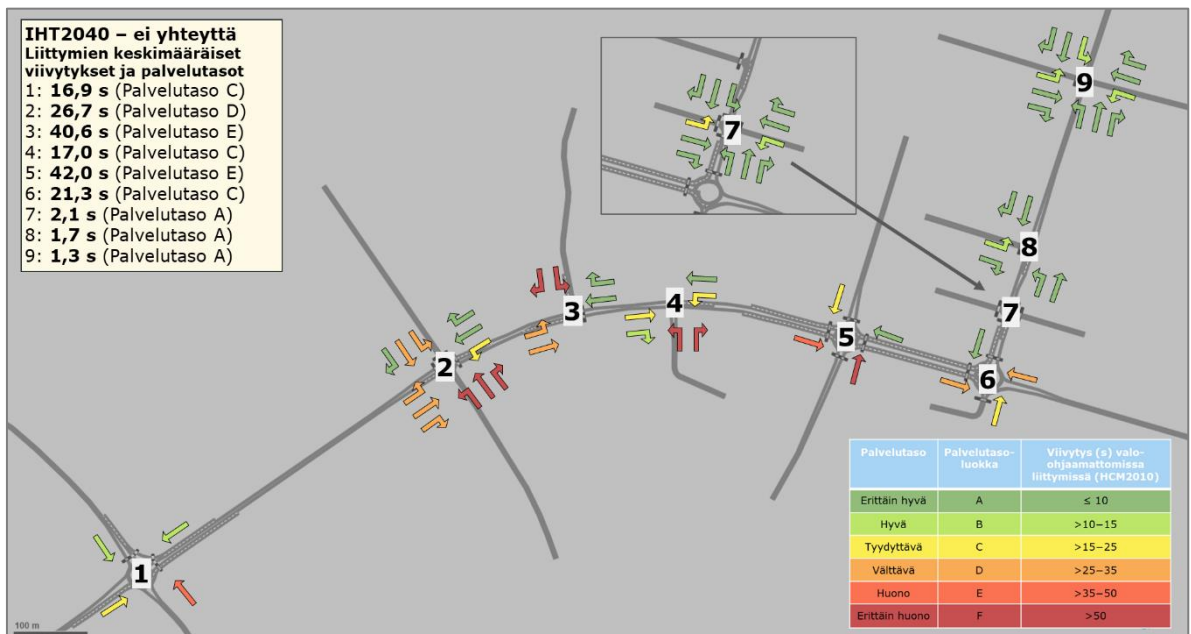 IHT2040 – ei yhteyttä
Liittymien keskimääräiset
viivytykset ja palvelutasot
1: 16,9 s (Palvelutaso C)
2: 26,7 s (Palvelutaso D)
3: 40,6 s (Palvelutaso E)
4: 17,0 s (Palvelutaso C)
5: 42,0 s (Palvelutaso E)
6: 21,3 s (Palvelutaso C)
7: 2,1 s (Palvelutaso A)
8: 1,7 s (Palvelutaso A)
9: 1,3 s (Palvelutaso A)
7
9
8
7
3
4
5
2
6
1
Palvelutaso Palvelutaso-luokka Viivytys (s) valo-ohjaamattomissa liittymissä (HCM2010)
Erittäin hyvä A ≤ 10
Hyvä B >10−15
Tyydyttävä C >15−25
Välttävä D >25−35
Huono E >35−50
Erittäin huono F >50
100 m